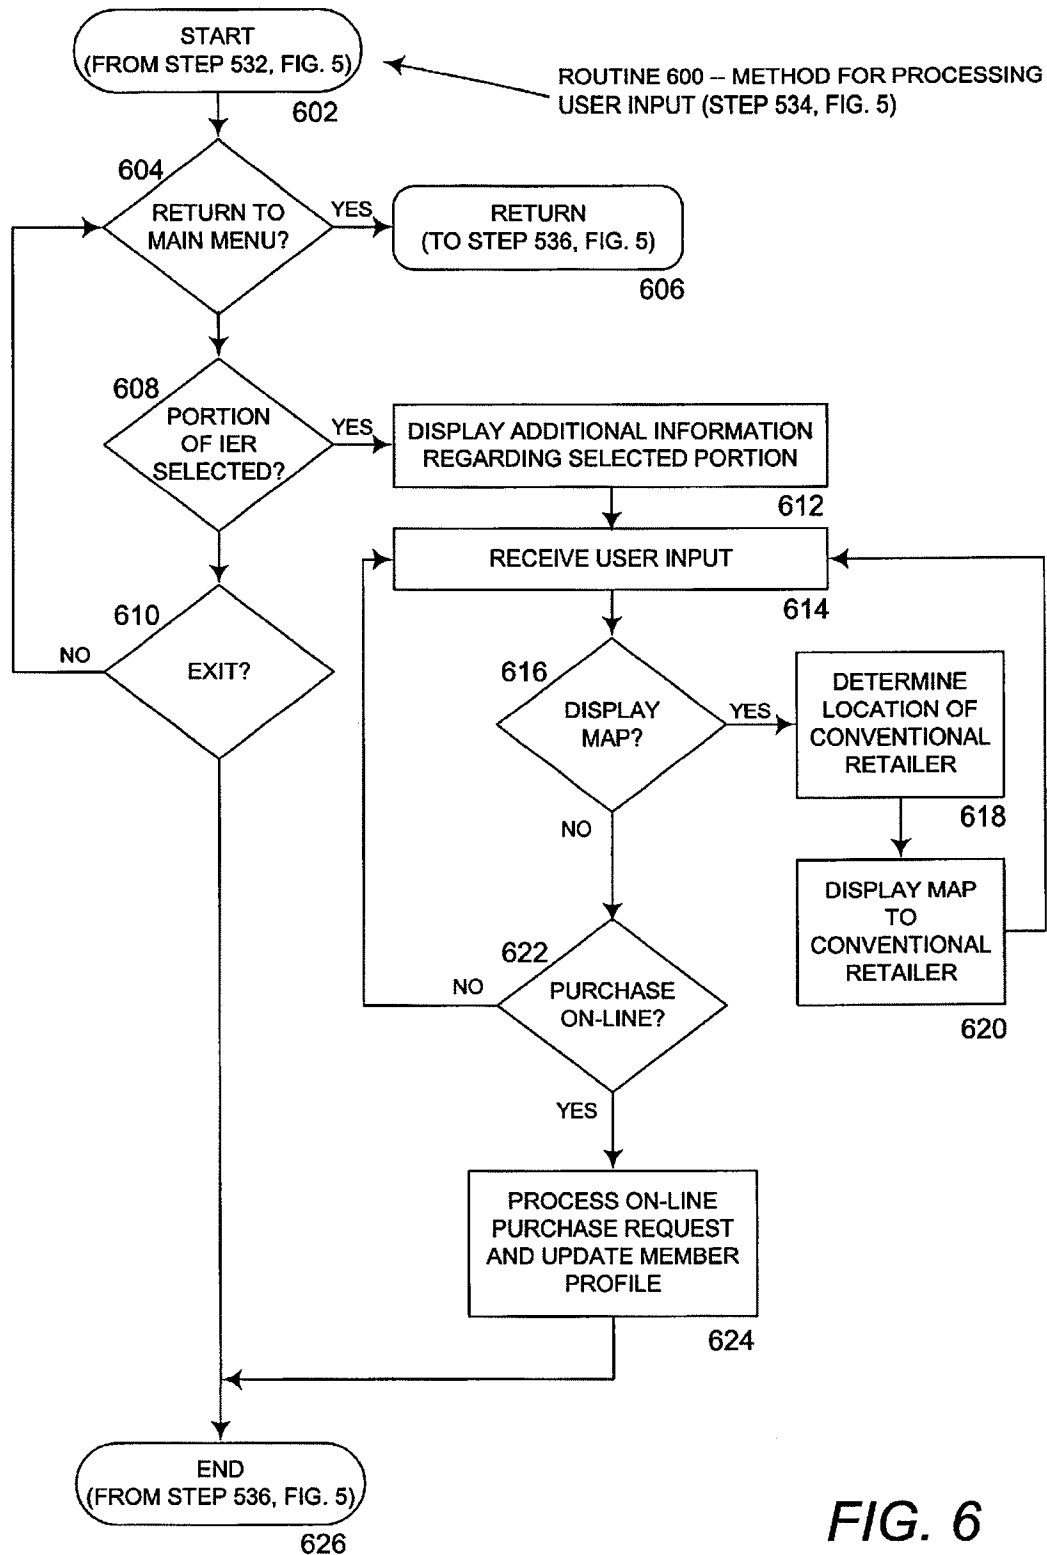 START
(FROM STEP 532, FIG. 5)
602
ROUTINE 600 – METHOD FOR PROCESSING
USER INPUT (STEP 534, FIG. 5)
604
RETURN TO
MAIN MENU?
YES
RETURN
(TO STEP 536, FIG. 5)
606
608
PORTION
OF IER
SELECTED?
YES
DISPLAY ADDITIONAL INFORMATION
REGARDING SELECTED PORTION
612
RECEIVE USER INPUT
614
610
EXIT?
NO
616
DISPLAY
MAP?
YES
DETERMINE
LOCATION OF
CONVENTIONAL
RETAILER
618
NO
DISPLAY MAP
TO
CONVENTIONAL
RETAILER
620
622
PURCHASE
ON-LINE?
NO
YES
PROCESS ON-LINE
PURCHASE REQUEST
AND UPDATE MEMBER
PROFILE
624
END
(FROM STEP 536, FIG. 5)
626
FIG. 6